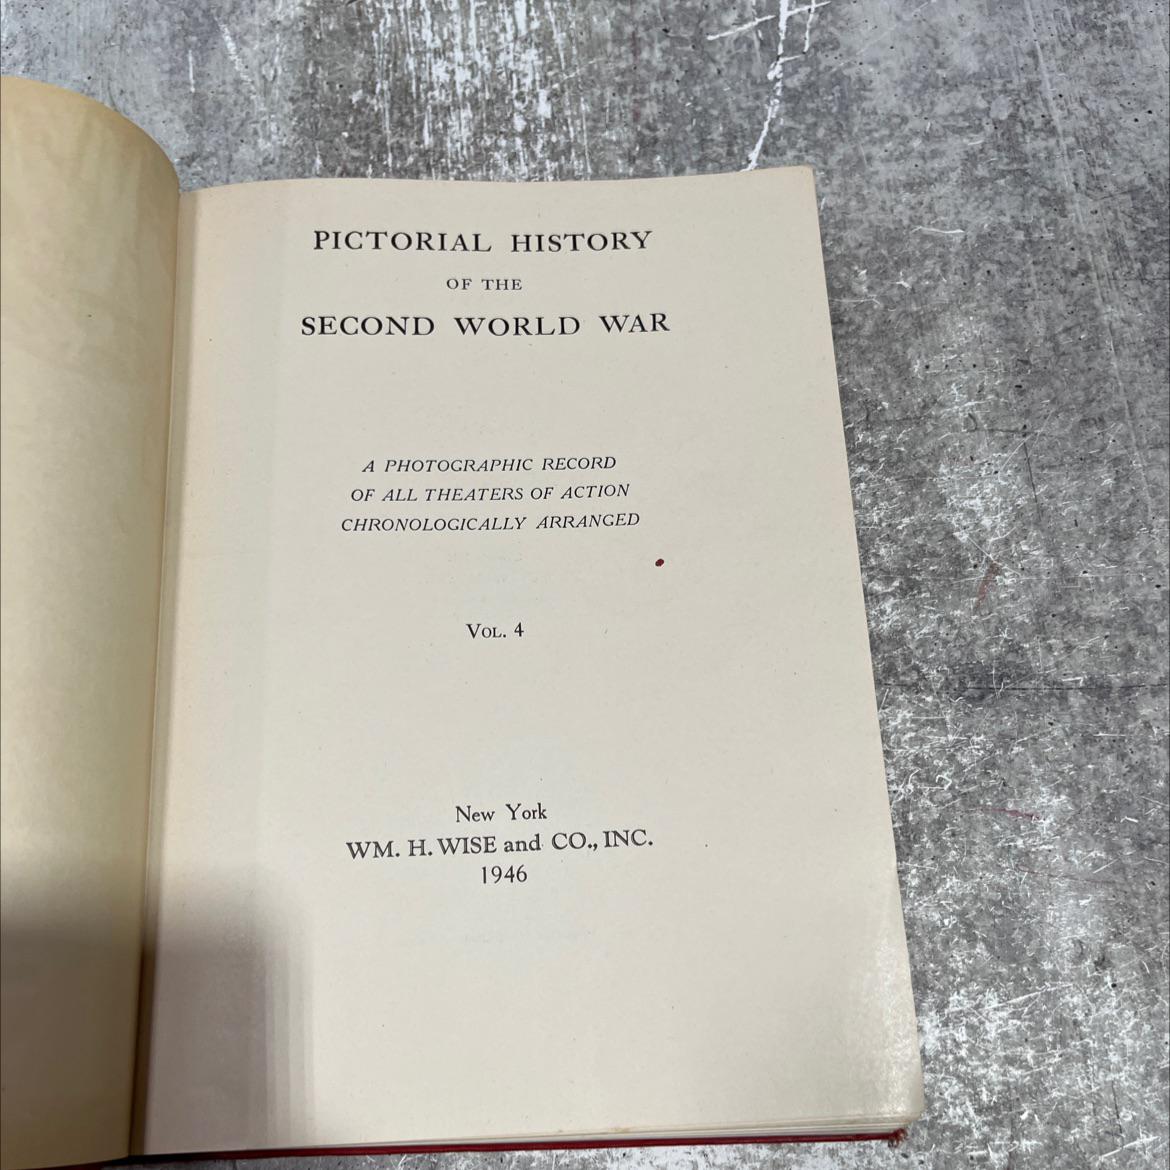 PICTORIAL HISTORY
OF THE
SECOND WORLD WAR
A PHOTOGRAPHIC RECORD
OF ALL THEATERS OF ACTION
CHRONOLOGICALLY ARRANGED
VOL. 4
New York
WM. H. WISE and CO., INC.
1946